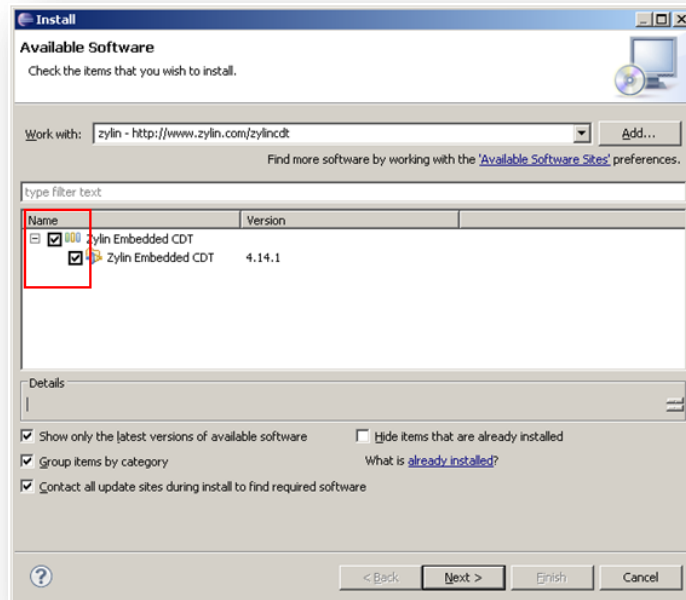 Install
Available Software
Check the items that you wish to install.
Work with: zylin - http://www.zylin.com/zylincdt Add...
Find more software by working with the 'Available Software Sites' preferences.
type filter text
Name Version
Zylin Embedded CDT
Zylin Embedded CDT 4.14.1
Details
Show only the latest versions of available software Hide items that are already installed
Group items by category What is already installed?
Contact all update sites during install to find required software
? < Back Next > Finish Cancel